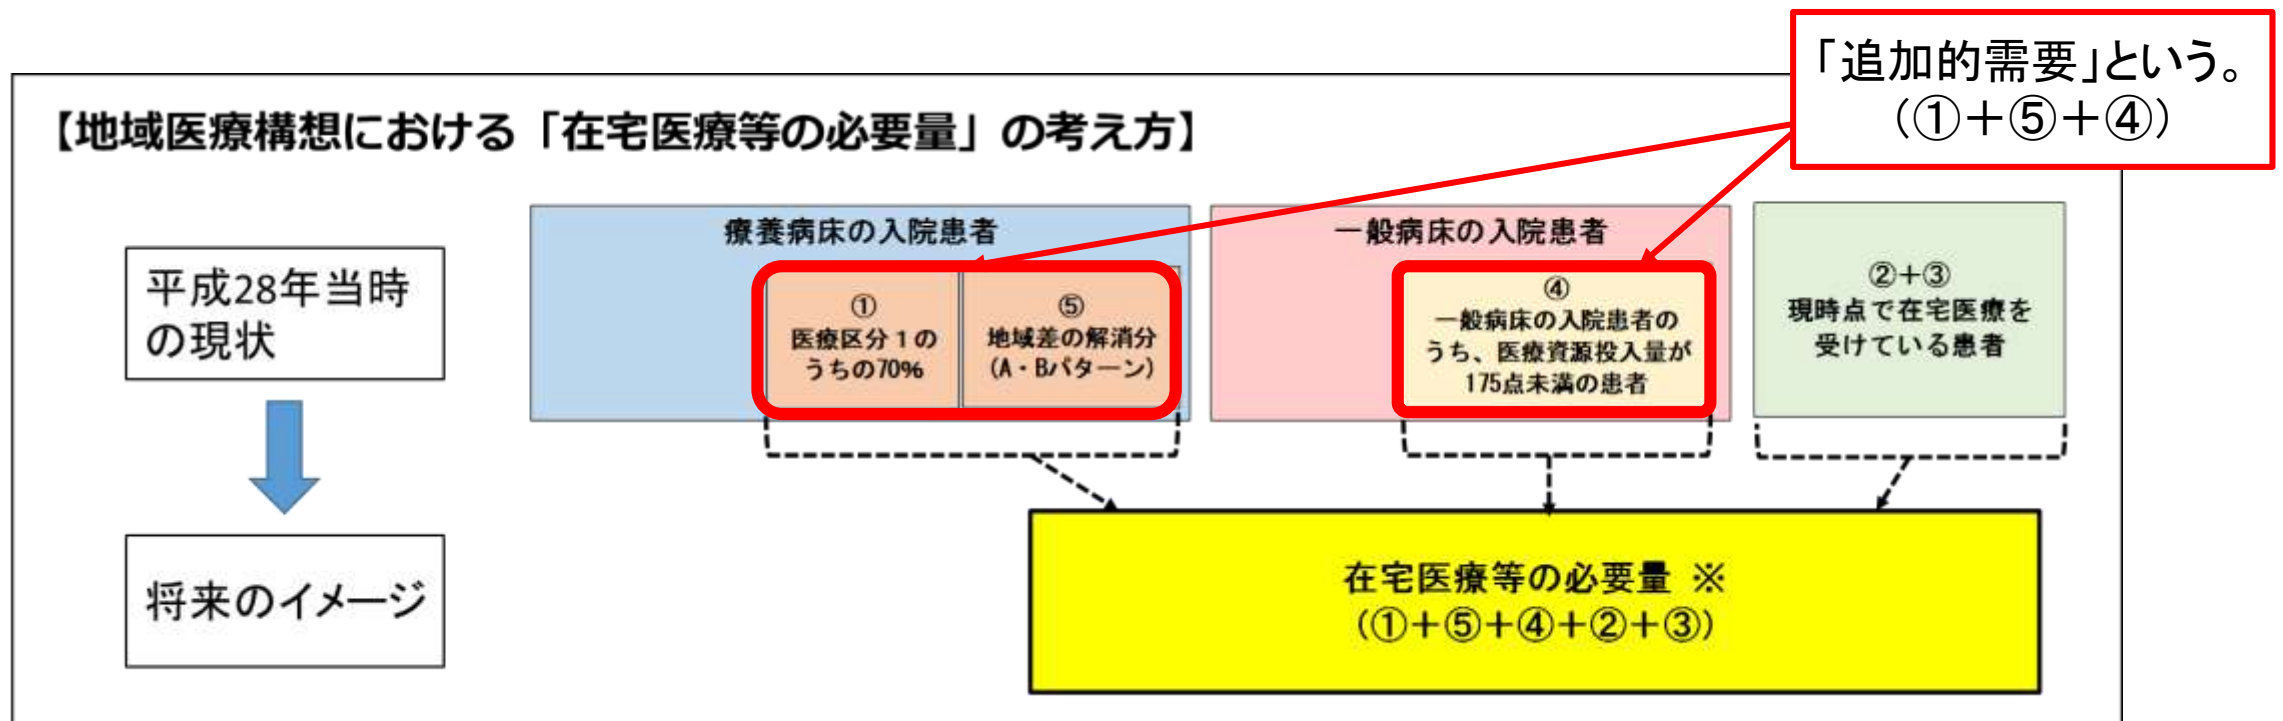 「追加的需要」という。
(①+⑤+④)
【地域医療構想における「在宅医療等の必要量」の考え方】
平成28年当時
の現状
療養病床の入院患者
①
医療区分１の
うちの70%
⑤
地域差の解消分
(A・Bパターン)
一般病床の入院患者
④
一般病床の入院患者の
うち、医療資源投入量が
175点未満の患者
②+③
現時点で在宅医療を
受けている患者
将来のイメージ
在宅医療等の必要量 ※
(①+⑤+④+②+③)